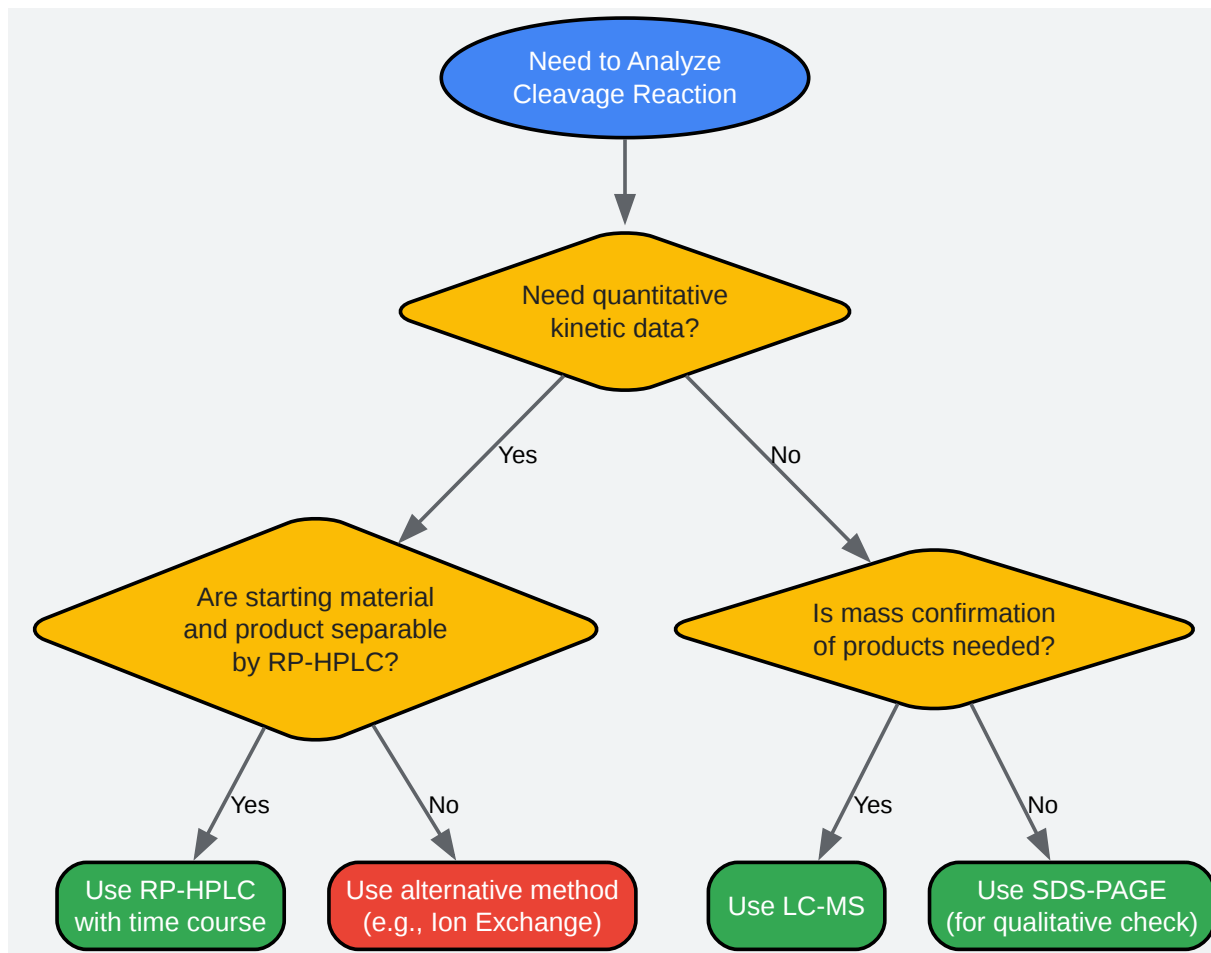 Need to Analyze
Cleavage Reaction
Need quantitative
kinetic data?
Yes
No
Are starting material
and product separable
by RP-HPLC?
Is mass confirmation
of products needed?
Yes
No
Yes
No
Use RP-HPLC
with time course
Use alternative method
(e.g., Ion Exchange)
Use LC-MS
Use SDS-PAGE
(for qualitative check)